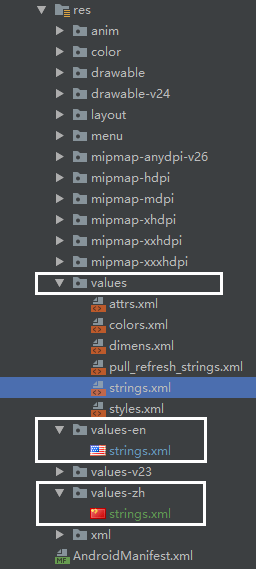 res
anim
color
drawable
drawable-v24
layout
menu
mipmap-anydpi-v26
mipmap-hdpi
mipmap-mdpi
mipmap-xhdpi
mipmap-xxhdpi
mipmap-xxxhdpi
values
attrs.xml
colors.xml
dimens.xml
pull_refresh_strings.xml
strings.xml
styles.xml
values-en
strings.xml
values-v23
values-zh
strings.xml
xml
MF AndroidManifest.xml